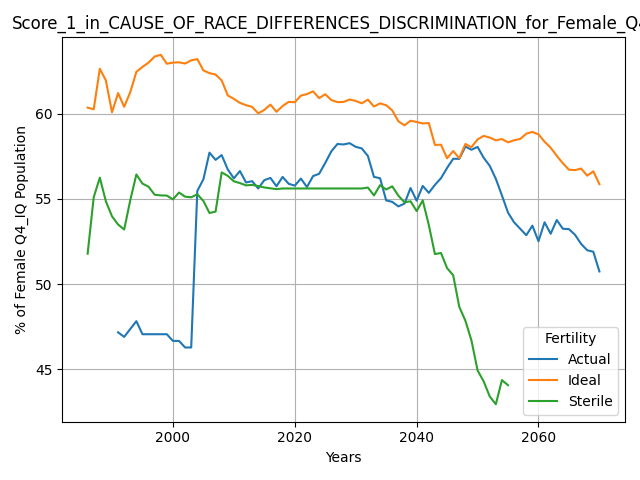 Score_1_in_CAUSE_OF_RACE_DIFFERENCES_DISCRIMINATION_for_Female_Q4
% of Female Q4_IQ Population
60
55
50
45
Fertility
Actual
Ideal
Sterile
2000 2020 2040 2060
Years